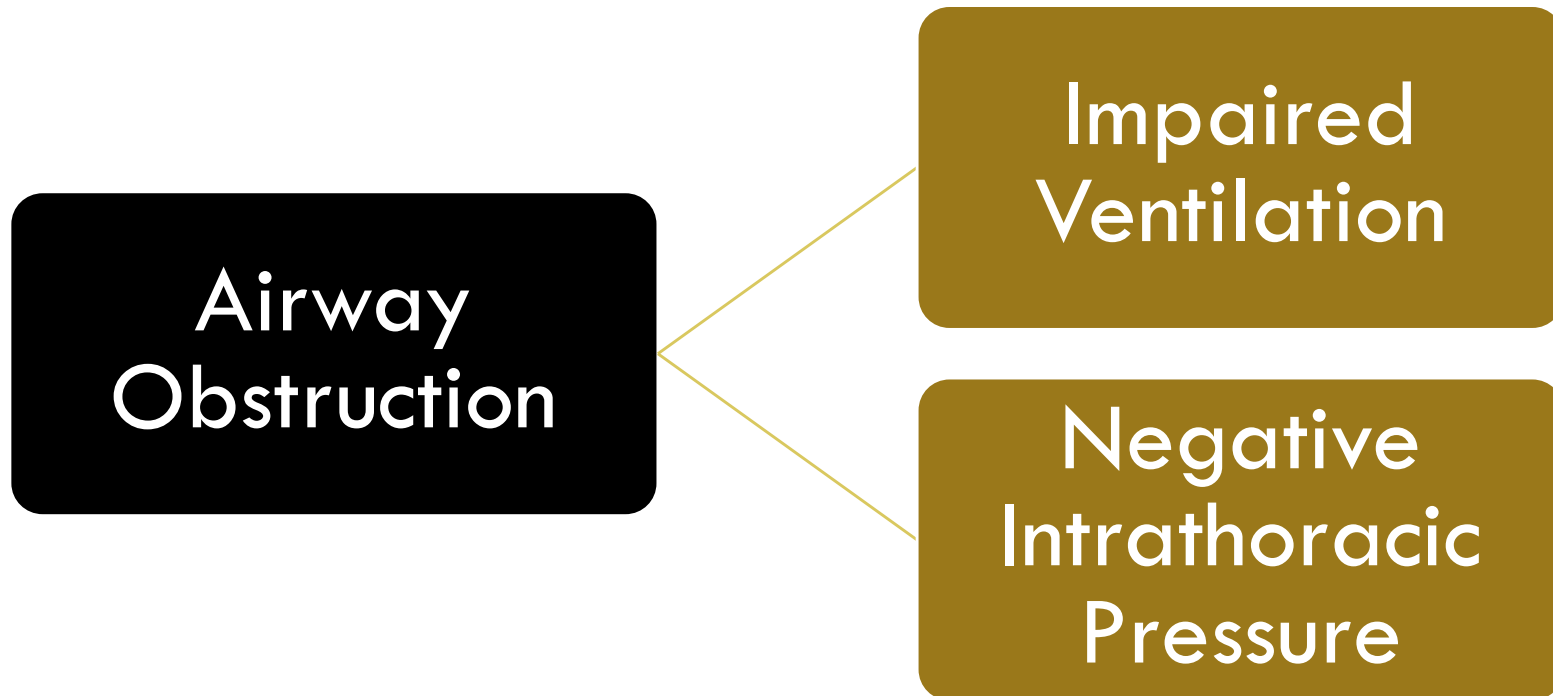 Airway
Obstruction
Impaired
Ventilation
Negative
Intrathoracic
Pressure